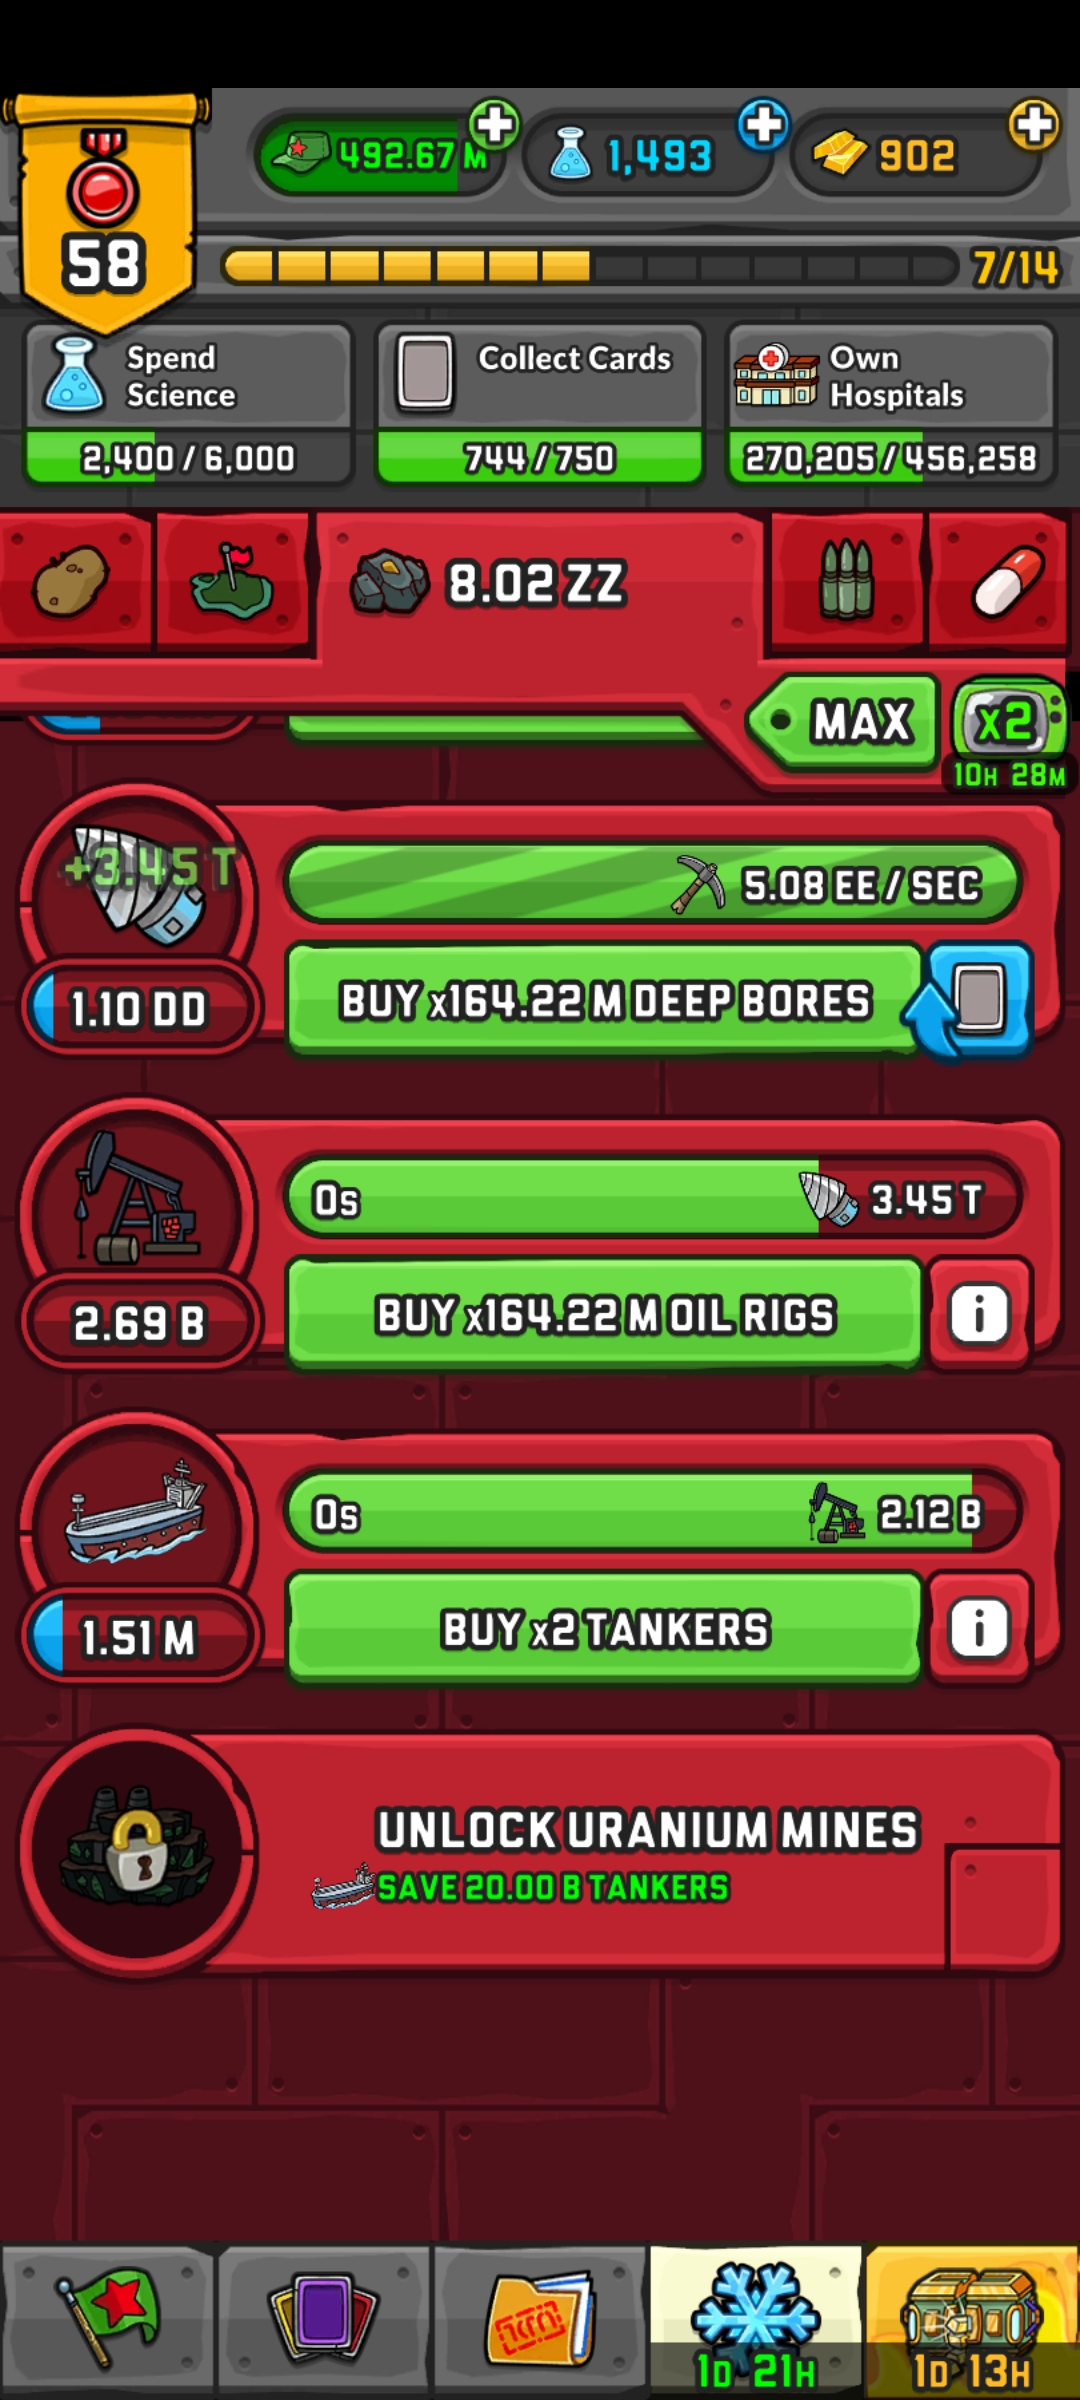 492.67 M
1,493
902
58
7/14
Spend
Science
2,400 / 6,000
Collect Cards
744 / 750
Own
Hospitals
270,205 / 456,258
8.02 ZZ
MAX
x2
10H 28M
+3.45 T
5.08 EE / SEC
1.10 DD
BUY x164.22 M DEEP BORES
0s
3.45 T
2.69 B
BUY x164.22 M OIL RIGS
i
0s
2.12 B
1.51 M
BUY x2 TANKERS
i
UNLOCK URANIUM MINES
SAVE 20.00 B TANKERS
1D 21H
1D 13H